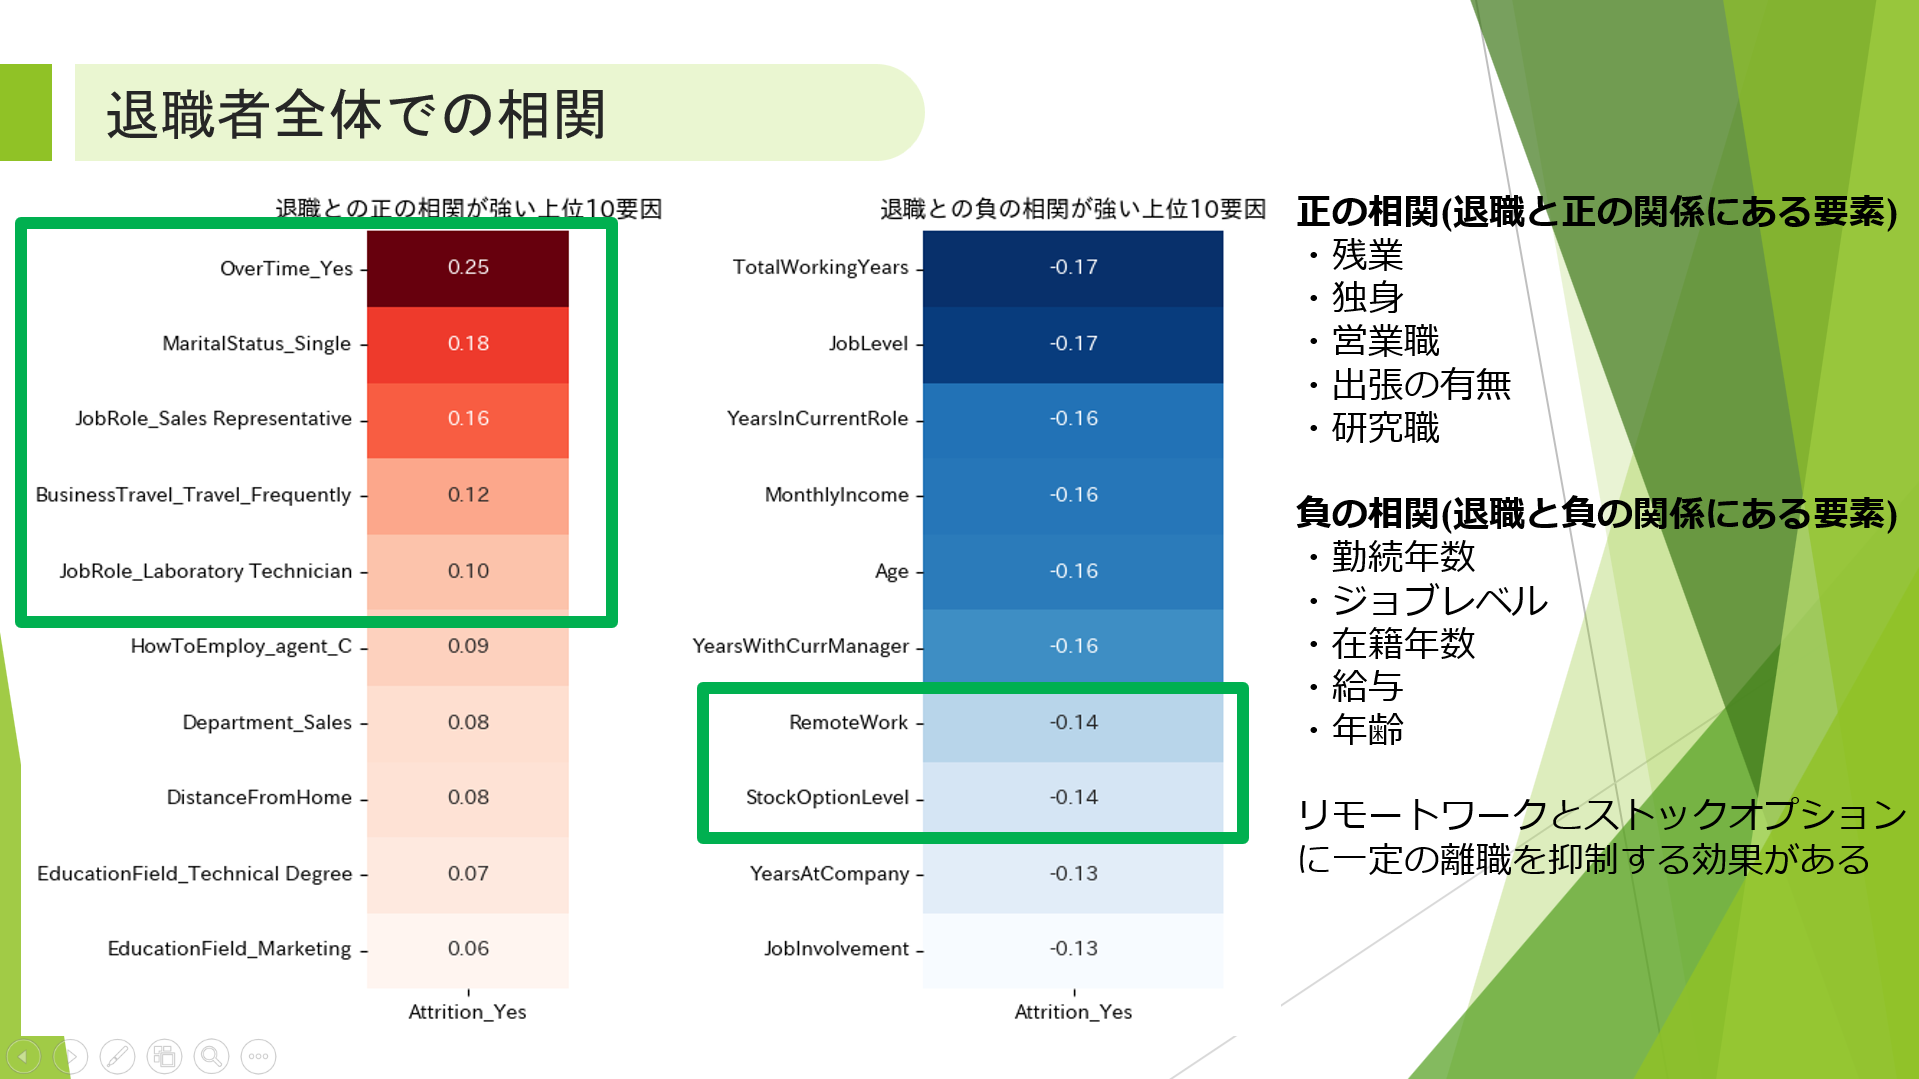 退職者全体での相関
退職との正の相関が強い上位10要因
OverTime_Yes 0.25
MaritalStatus_Single 0.18
JobRole_Sales Representative 0.16
BusinessTravel_Travel_Frequently 0.12
JobRole_Laboratory Technician 0.10
HowToEmploy_agent_C 0.09
Department_Sales 0.08
DistanceFromHome 0.08
EducationField_Technical Degree 0.07
EducationField_Marketing 0.06
Attrition_Yes
退職との負の相関が強い上位10要因
TotalWorkingYears -0.17
JobLevel -0.17
YearsInCurrentRole -0.16
MonthlyIncome -0.16
Age -0.16
YearsWithCurrManager -0.16
RemoteWork -0.14
StockOptionLevel -0.14
YearsAtCompany -0.13
JobInvolvement -0.13
Attrition_Yes
正の相関(退職と正の関係にある要素)
・残業
・独身
・営業職
・出張の有無
・研究職
負の相関(退職と負の関係にある要素)
・勤続年数
・ジョブレベル
・在籍年数
・給与
・年齢
リモートワークとストックオプション
に一定の離職を抑制する効果がある